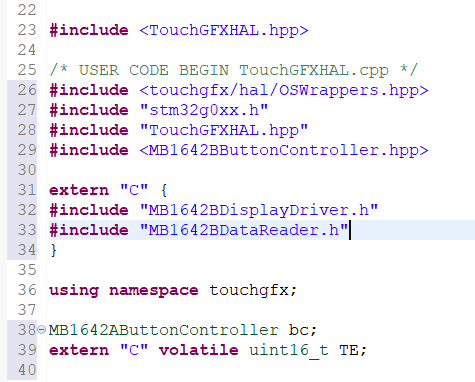 22
23 #include <TouchGFXHAL.hpp>
24
25 /* USER CODE BEGIN TouchGFXHAL.cpp */
26 #include <touchgfx/hal/OSWrappers.hpp>
27 #include "stm32g0xx.h"
28 #include "TouchGFXHAL.hpp"
29 #include <MB1642BButtonController.hpp>
30
31 extern "C" {
32 #include "MB1642BDisplayDriver.h"
33 #include "MB1642BDataReader.h"
34 }
35
36 using namespace touchgfx;
37
38 MB1642AButtonController bc;
39 extern "C" volatile uint16_t TE;
40